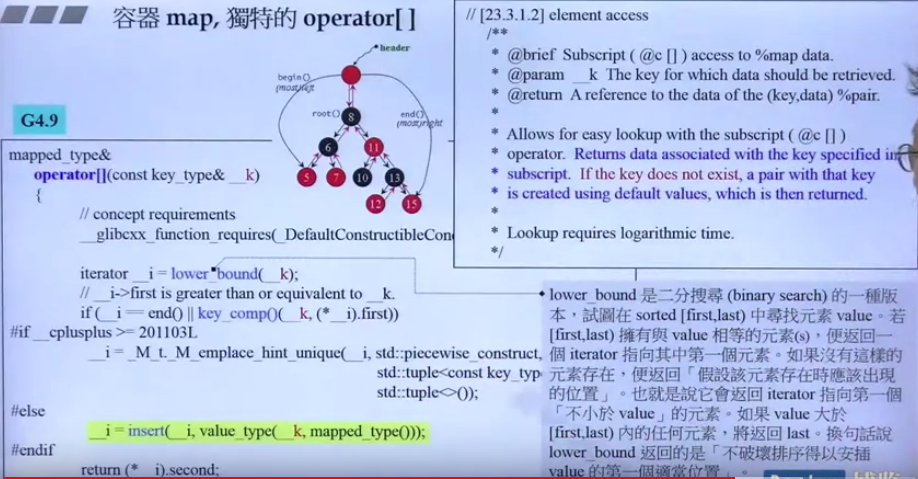 容器 map, 獨特的 operator[ ]
G4.9
header
begin()
(most)left
root()
end()
(most)right
8
6
11
5
7
10
13
12
15
mapped_type&
operator[](const key_type& __k)
{
// concept requirements
__glibcxx_function_requires(_DefaultConstructibleCon
iterator __i = lower_bound(__k);
// __i->first is greater than or equivalent to __k.
if (__i == end() || key_comp()(__k, (*__i).first))
#if __cplusplus >= 201103L
__i = _M_t._M_emplace_hint_unique(__i, std::piecewise_construct,
std::tuple<const key_typ
std::tuple<>());
#else
__i = insert(__i, value_type(__k, mapped_type()));
#endif
return (*__i).second;
// [23.3.1.2] element access
/**
* @brief Subscript ( @c [] ) access to %map data.
* @param __k The key for which data should be retrieved.
* @return A reference to the data of the (key,data) %pair.
*
* Allows for easy lookup with the subscript ( @c [] )
* operator. Returns data associated with the key specified in
* subscript. If the key does not exist, a pair with that key
* is created using default values, which is then returned.
*
* Lookup requires logarithmic time.
*/
lower_bound 是二分搜尋 (binary search) 的一種版
本，試圖在 sorted [first,last) 中尋找元素 value。若
[first,last) 擁有與 value 相等的元素(s)，便返回一
個 iterator 指向其中第一個元素。如果沒有這樣的
元素存在，便返回「假設該元素存在時應該出現
的位置」。也就是說它會返回 iterator 指向第一個
「不小於 value」的元素。如果 value 大於
[first,last) 內的任何元素，將返回 last。換句話說
lower_bound 返回的是「不破壞排序得以安插
value 的第一個適當位置」。